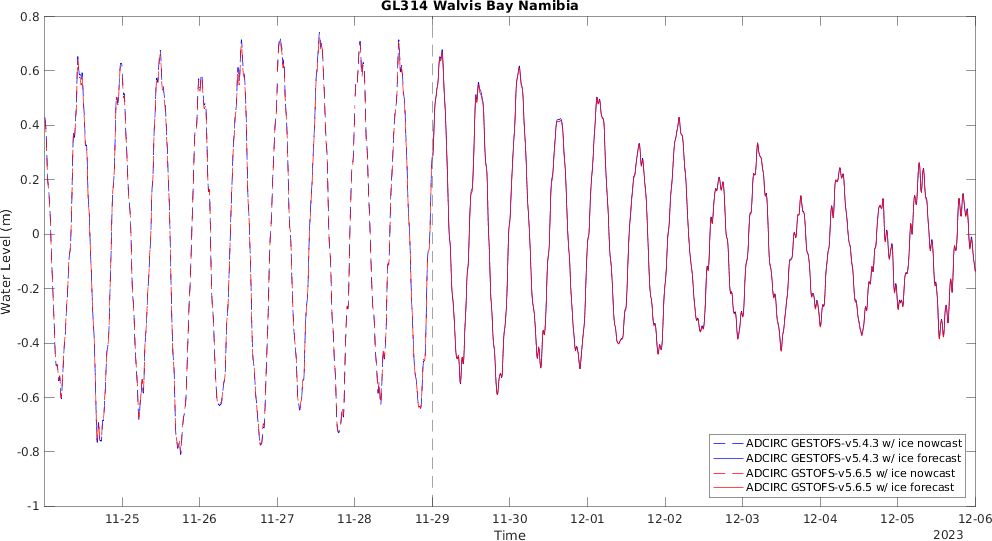 GL314 Walvis Bay Namibia
0.8
0.6
0.4
0.2
0
-0.2
-0.4
-0.6
-0.8
-1
Water Level (m)
11-25 11-26 11-27 11-28 11-29 11-30 12-01 12-02 12-03 12-04 12-05 12-06
Time
2023
ADCIRC GESTOFS-v5.4.3 w/ ice nowcast
ADCIRC GESTOFS-v5.4.3 w/ ice forecast
ADCIRC GSTOFS-v5.6.5 w/ ice nowcast
ADCIRC GSTOFS-v5.6.5 w/ ice forecast